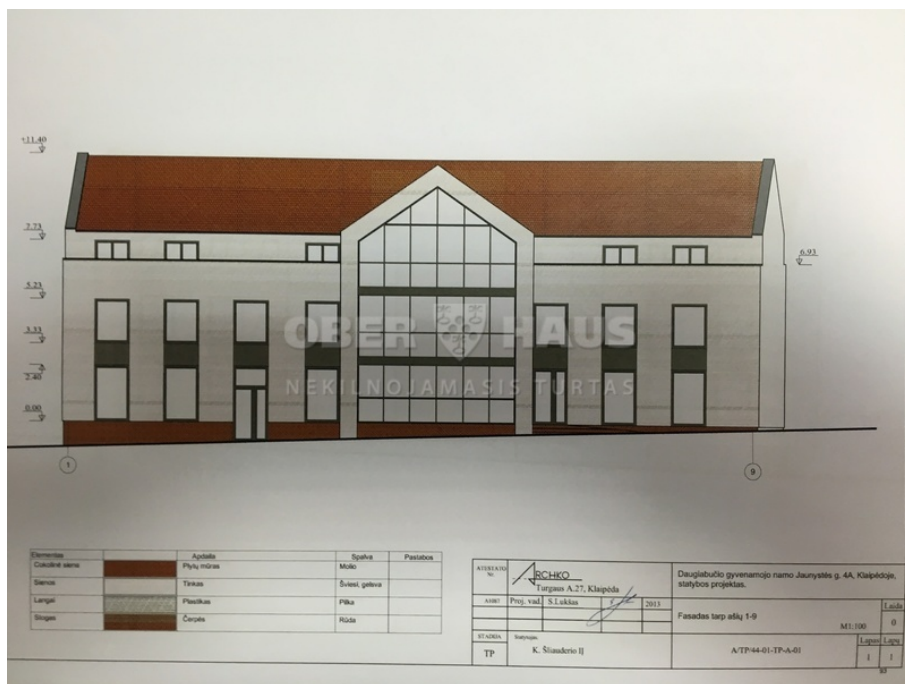 +11.40
7.73
6.93
5.23
3.33
2.40
0.00
OBER HAUS
NEKILNOJAMASIS TURTAS
1
9
Elementas Apdaila Spalva Pastabos
Cokolinė siena Plytų mūras Molio
Sienos Tinkas Šviesi, gelsva
Langai Plastikas Pilka
Stogas Čerpės Rūda
ATESTATO Nr.
ARCHKO
Turgaus A.27, Klaipėda
Daugiabučio gyvenamojo namo Jaunystės g. 4A, Klaipėdoje,
statybos projektas.
Proj. vad. S.Lukšas 2013
Fasadas tarp ašių 1-9
M1:100
Laida
0
STADIJA
TP
Statytojas:
K. Šliauderio IĮ
A/TP/44-01-TP-A-01
Lapas Lapų
1 1